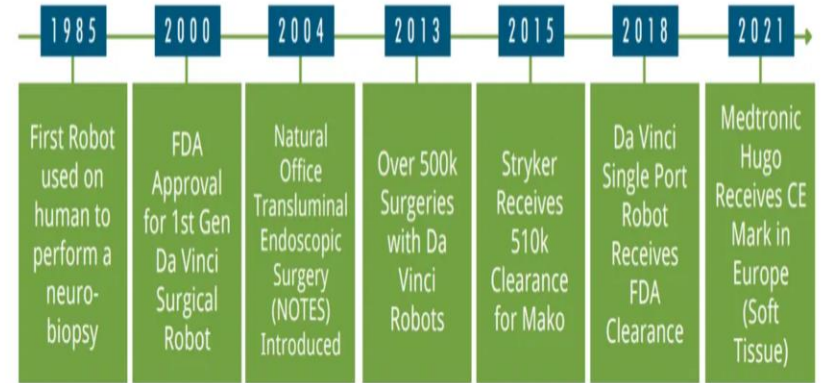 1985
First Robot
used on
human to
perform a
neuro-
biopsy
2000
FDA
Approval
for 1st Gen
Da Vinci
Surgical
Robot
2004
Natural
Office
Transluminal
Endoscopic
Surgery
(NOTES)
Introduced
2013
Over 500k
Surgeries
with Da
Vinci
Robots
2015
Stryker
Receives
510k
Clearance
for Mako
2018
Da Vinci
Single Port
Robot
Receives
FDA
Clearance
2021
Medtronic
Hugo
Receives CE
Mark in
Europe
(Soft
Tissue)